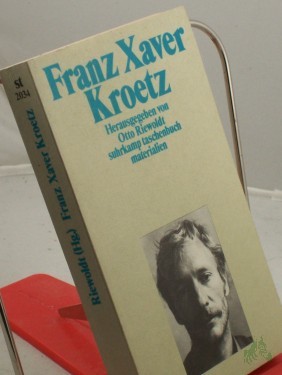 Franz Xaver
Kroetz
Herausgegeben von
Otto Riewoldt
suhrkamp taschenbuch
materialien
st
2034
Riewoldt (Hg.) Franz Xaver Kroetz